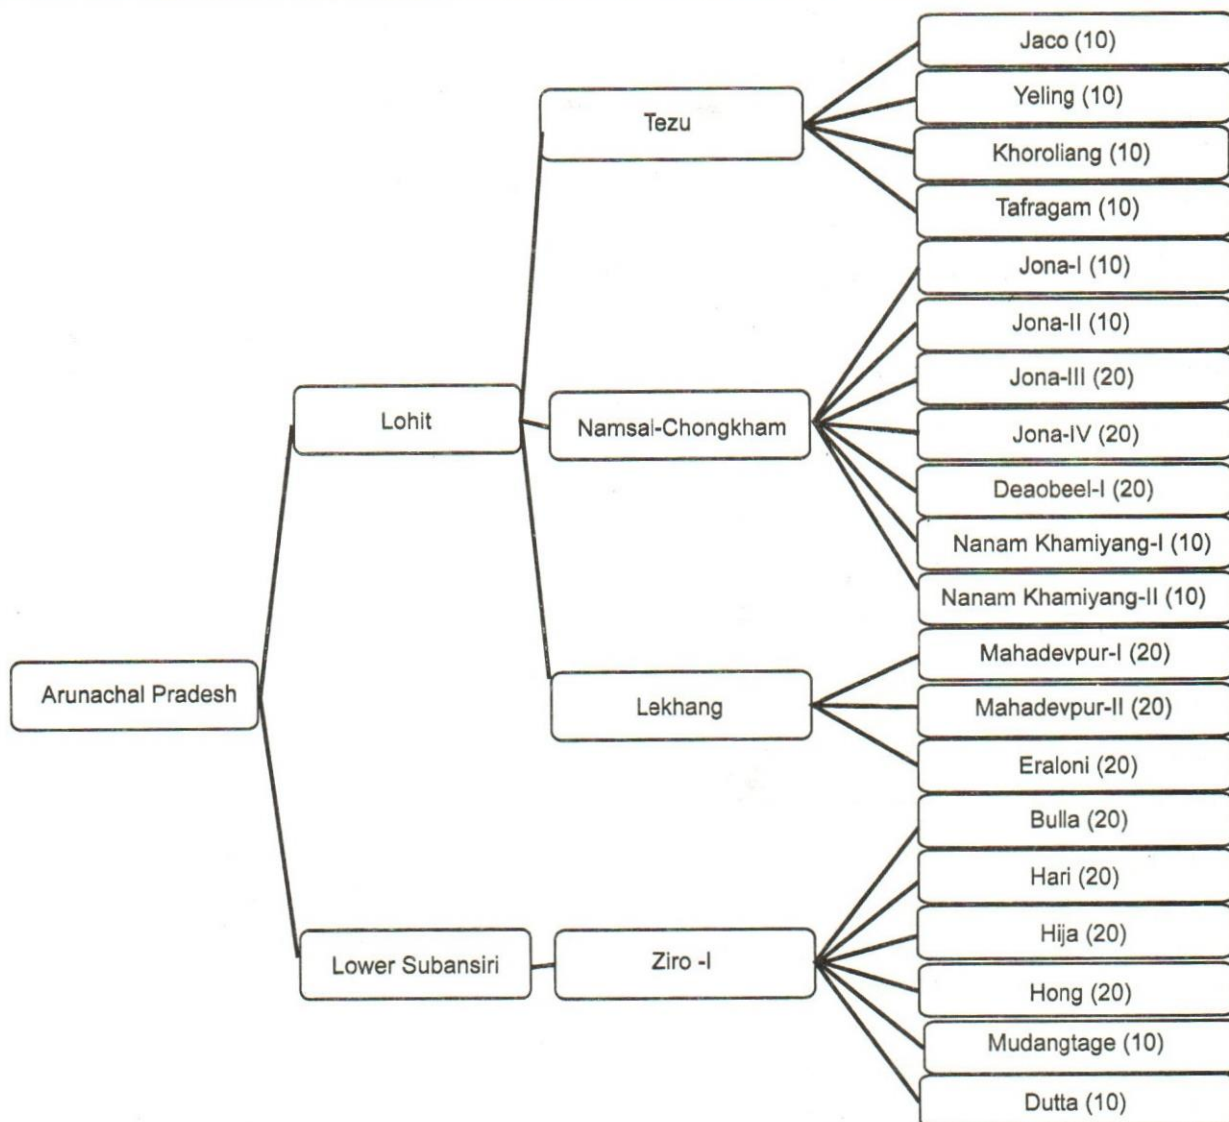 Arunachal Pradesh
Lohit
Lower Subansiri
Tezu
Namsai-Chongkham
Lekhang
Ziro -I
Jaco (10)
Yeling (10)
Khoroliang (10)
Tafragam (10)
Jona-I (10)
Jona-II (10)
Jona-III (20)
Jona-IV (20)
Deaobeel-I (20)
Nanam Khamiyang-I (10)
Nanam Khamiyang-II (10)
Mahadevpur-I (20)
Mahadevpur-II (20)
Eraloni (20)
Bulla (20)
Hari (20)
Hija (20)
Hong (20)
Mudangtage (10)
Dutta (10)